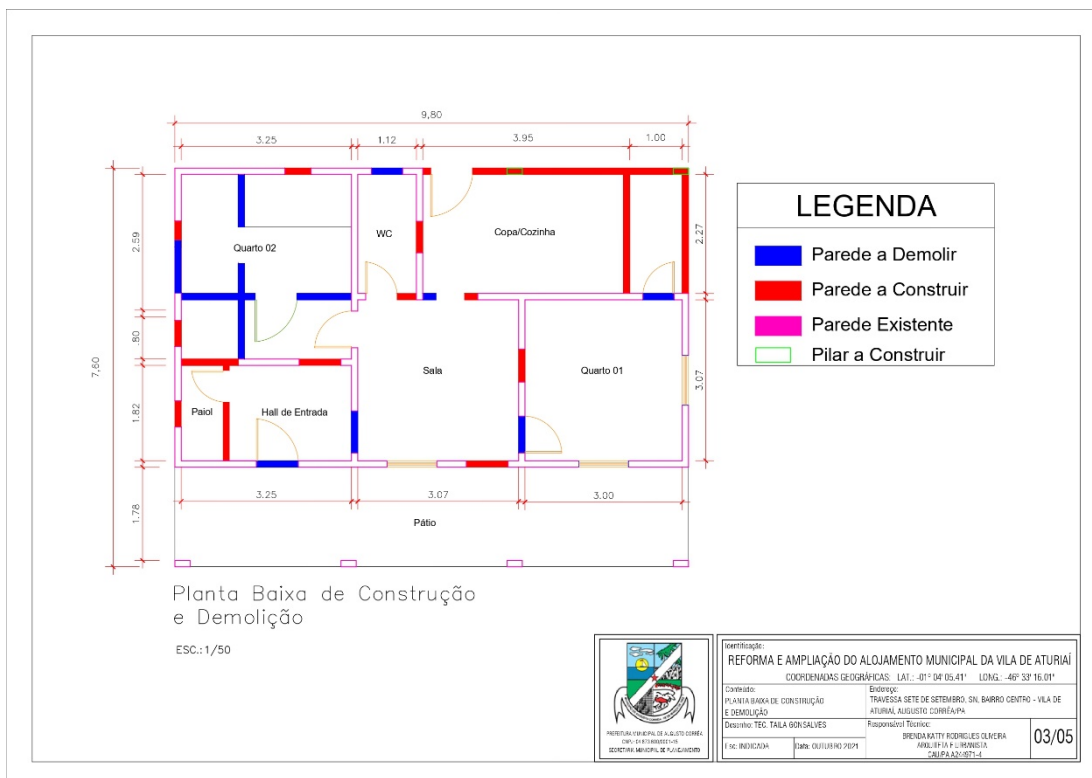 9,80
3.25
1.12
3.95
1.00
2.59
.80
1.82
1.78
7,60
2.27
3.07
Quarto 02
WC
Copa/Cozinha
Sala
Quarto 01
Paiol
Hall de Entrada
3.25
3.07
3.00
Pátio
LEGENDA
Parede a Demolir
Parede a Construir
Parede Existente
Pilar a Construir
Planta Baixa de Construção
e Demolição
ESC.: 1/50
PREFEITURA MUNICIPAL DE AUGUSTO CORRÊA
SECRETARIA MUNICIPAL DE PLANEJAMENTO
Identificação:
REFORMA E AMPLIAÇÃO DO ALOJAMENTO MUNICIPAL DA VILA DE ATURIAÍ
COORDENADAS GEOGRÁFICAS: LAT.: -01° 04' 05.41" LONG.: -46° 33' 16.01"
Conteúdo:
PLANTA BAIXA DE CONSTRUÇÃO
E DEMOLIÇÃO
Endereço:
TRAVESSA SETE DE SETEMBRO, SN, BAIRRO CENTRO - VILA DE
ATURIAÍ, AUGUSTO CORRÊA/PA
Desenho: TEC. TAILA GONSALVES
Responsável Técnico:
BRENDA KATTY RODRIGUES OLIVEIRA
ARQUITETA E URBANISTA
CAU/PA A244971-4
Esc: INDICADA
Data: OUTUBRO 2021
03/05